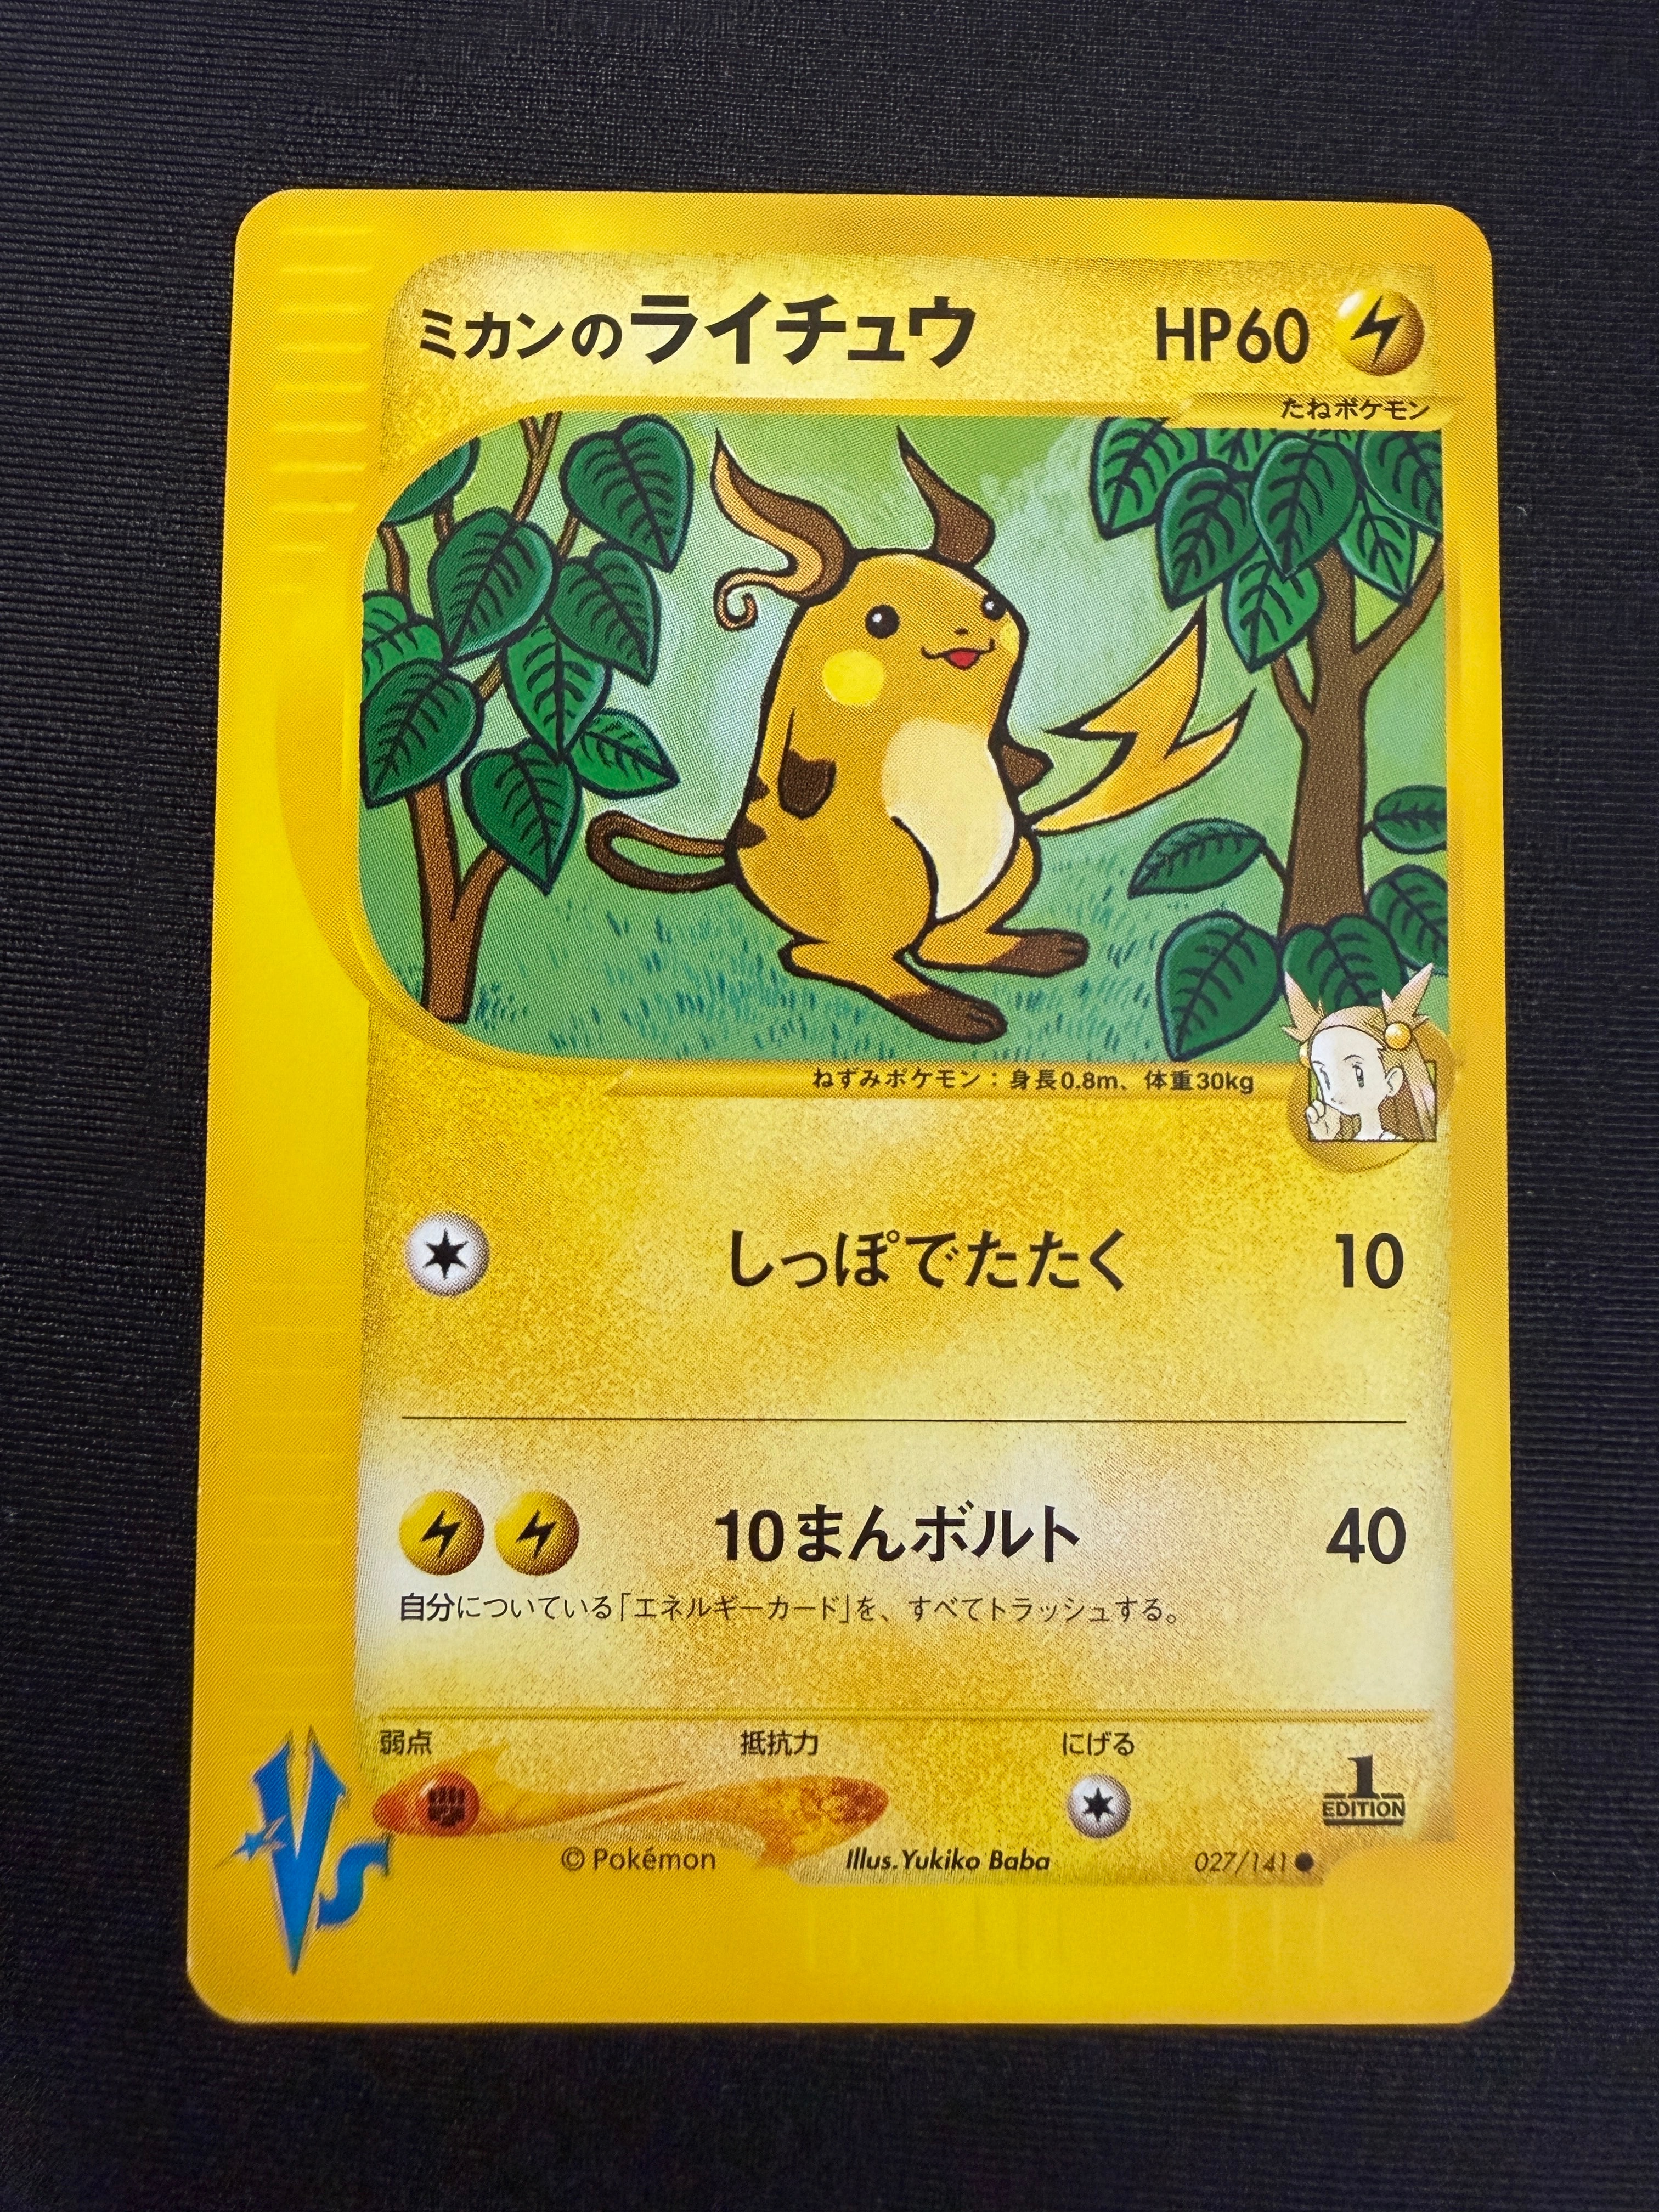 ミカンのライチュウ HP60
たねポケモン
ねずみポケモン：身長0.8m、体重30kg
しっぽでたたく 10
10まんボルト 40
自分についている「エネルギーカード」を、すべてトラッシュする。
弱点 抵抗力 にげる
1
EDITION
VS
© Pokémon Illus.Yukiko Baba 027/141●